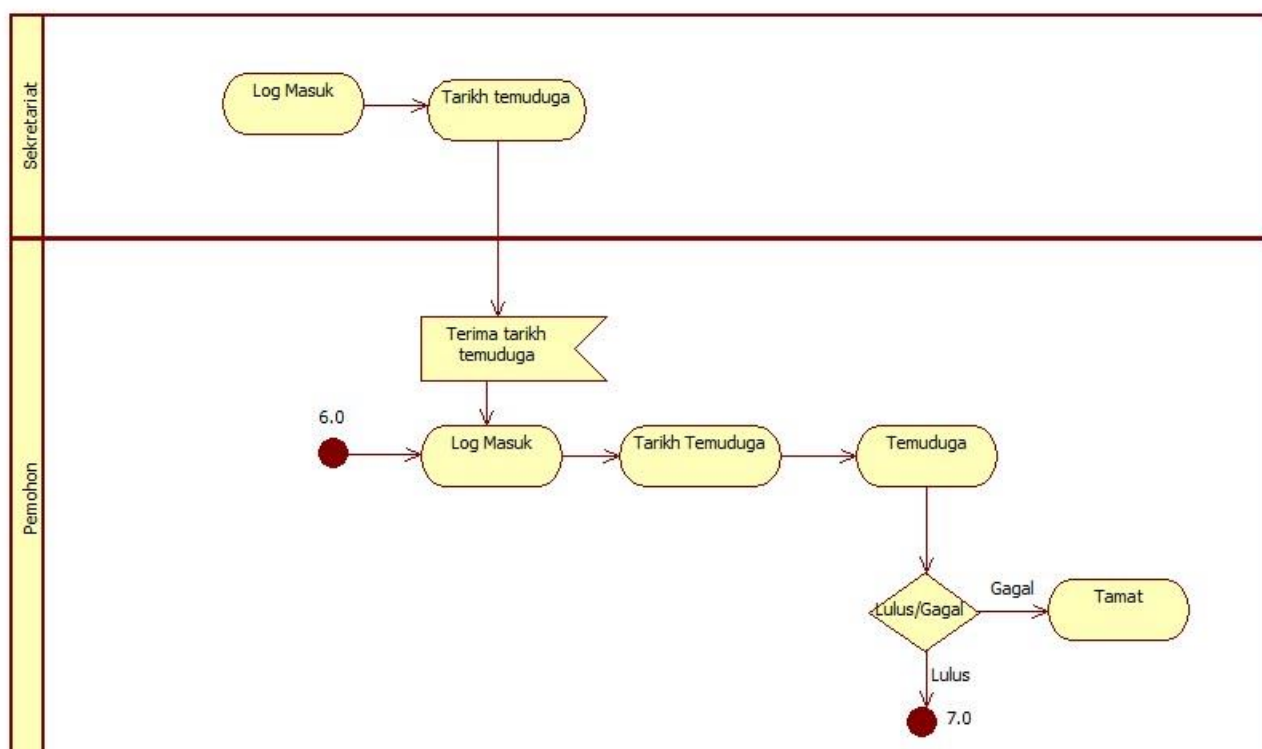 Sekretariat
Log Masuk
Tarikh temuduga
Pemohon
Terima tarikh
temuduga
6.0
Log Masuk
Tarikh Temuduga
Temuduga
Lulus/Gagal
Gagal
Tamat
Lulus
7.0